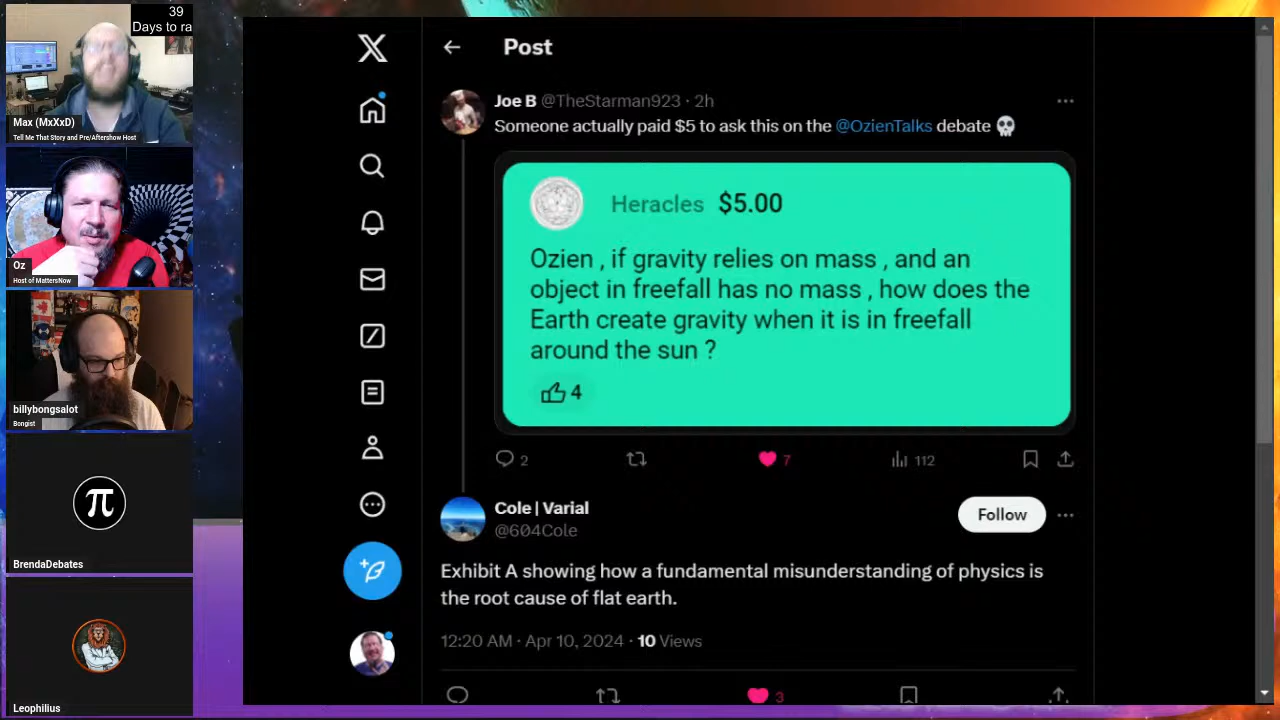 39
Days to ra
Max (MxXxD)
Tell Me That Story and Pre/Aftershow Host
Oz
Host of MattersNow
billybongsalot
Bongist
π
BrendaDebates
Leophilius
X
Post
Joe B @TheStarman923 · 2h
Someone actually paid $5 to ask this on the @OzienTalks debate 💀
Heracles $5.00
Ozien , if gravity relies on mass , and an
object in freefall has no mass , how does the
Earth create gravity when it is in freefall
around the sun ?
4
2 7 112
Cole | Varial
@604Cole
Follow
Exhibit A showing how a fundamental misunderstanding of physics is
the root cause of flat earth.
12:20 AM · Apr 10, 2024 · 10 Views
3